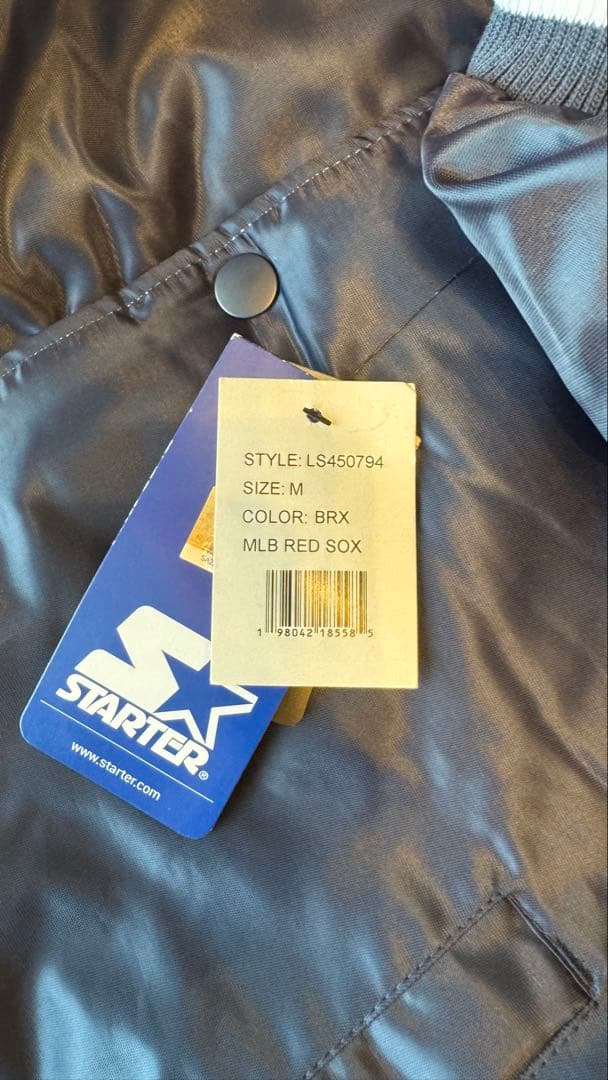 STYLE: LS450794
SIZE: M
COLOR: BRX
MLB RED SOX
1 98042 18558 5
STARTER®
www.starter.com